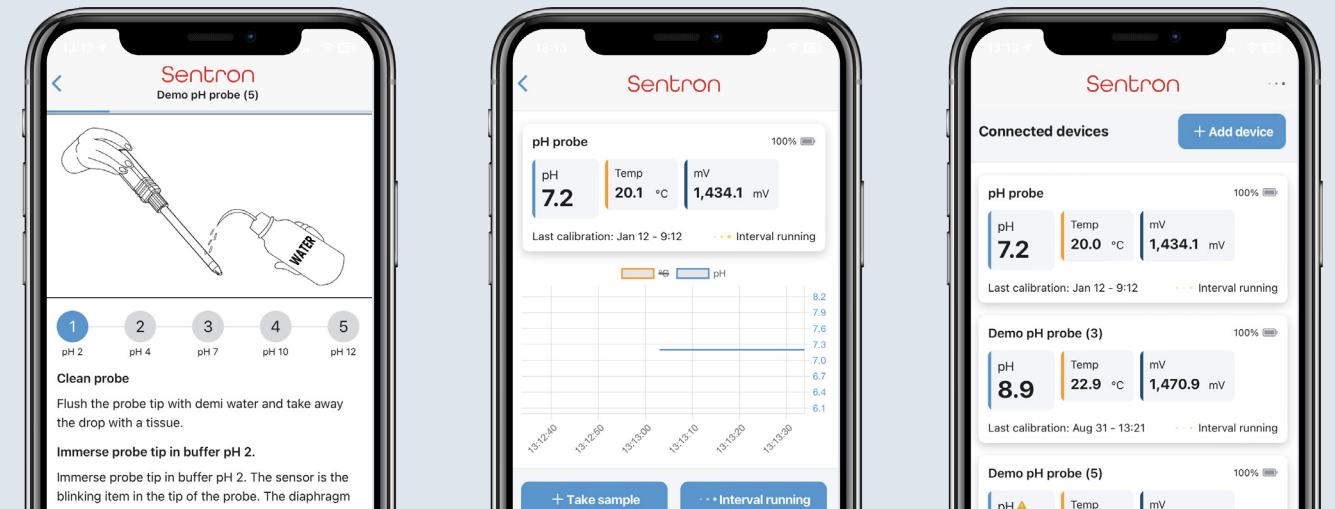 13:12
Sentron
Demo pH probe (5)
WATER
1 2 3 4 5
pH 2 pH 4 pH 7 pH 10 pH 12
Clean probe
Flush the probe tip with demi water and take away
the drop with a tissue.
Immerse probe tip in buffer pH 2.
Immerse probe tip in buffer pH 2. The sensor is the
blinking item in the tip of the probe. The diaphragm
13:13
Sentron
pH probe 100%
pH Temp mV
7.2 20.1 °C 1,434.1 mV
Last calibration: Jan 12 - 9:12 Interval running
°C pH
8.2
7.9
7.6
7.3
7.0
6.7
6.4
6.1
13:12:40 13:12:50 13:13:00 13:13:10 13:13:20 13:13:30
+ Take sample Interval running
13:13
Sentron
Connected devices + Add device
pH probe 100%
pH Temp mV
7.2 20.0 °C 1,434.1 mV
Last calibration: Jan 12 - 9:12 Interval running
Demo pH probe (3) 100%
pH Temp mV
8.9 22.9 °C 1,470.9 mV
Last calibration: Aug 31 - 13:21 Interval running
Demo pH probe (5) 100%
pH Temp mV